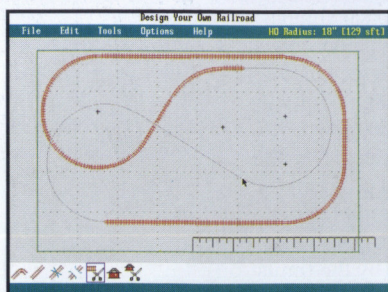 Design Your Own Railroad
File Edit Tools Options Help HO Radius: 18" [129 sft]